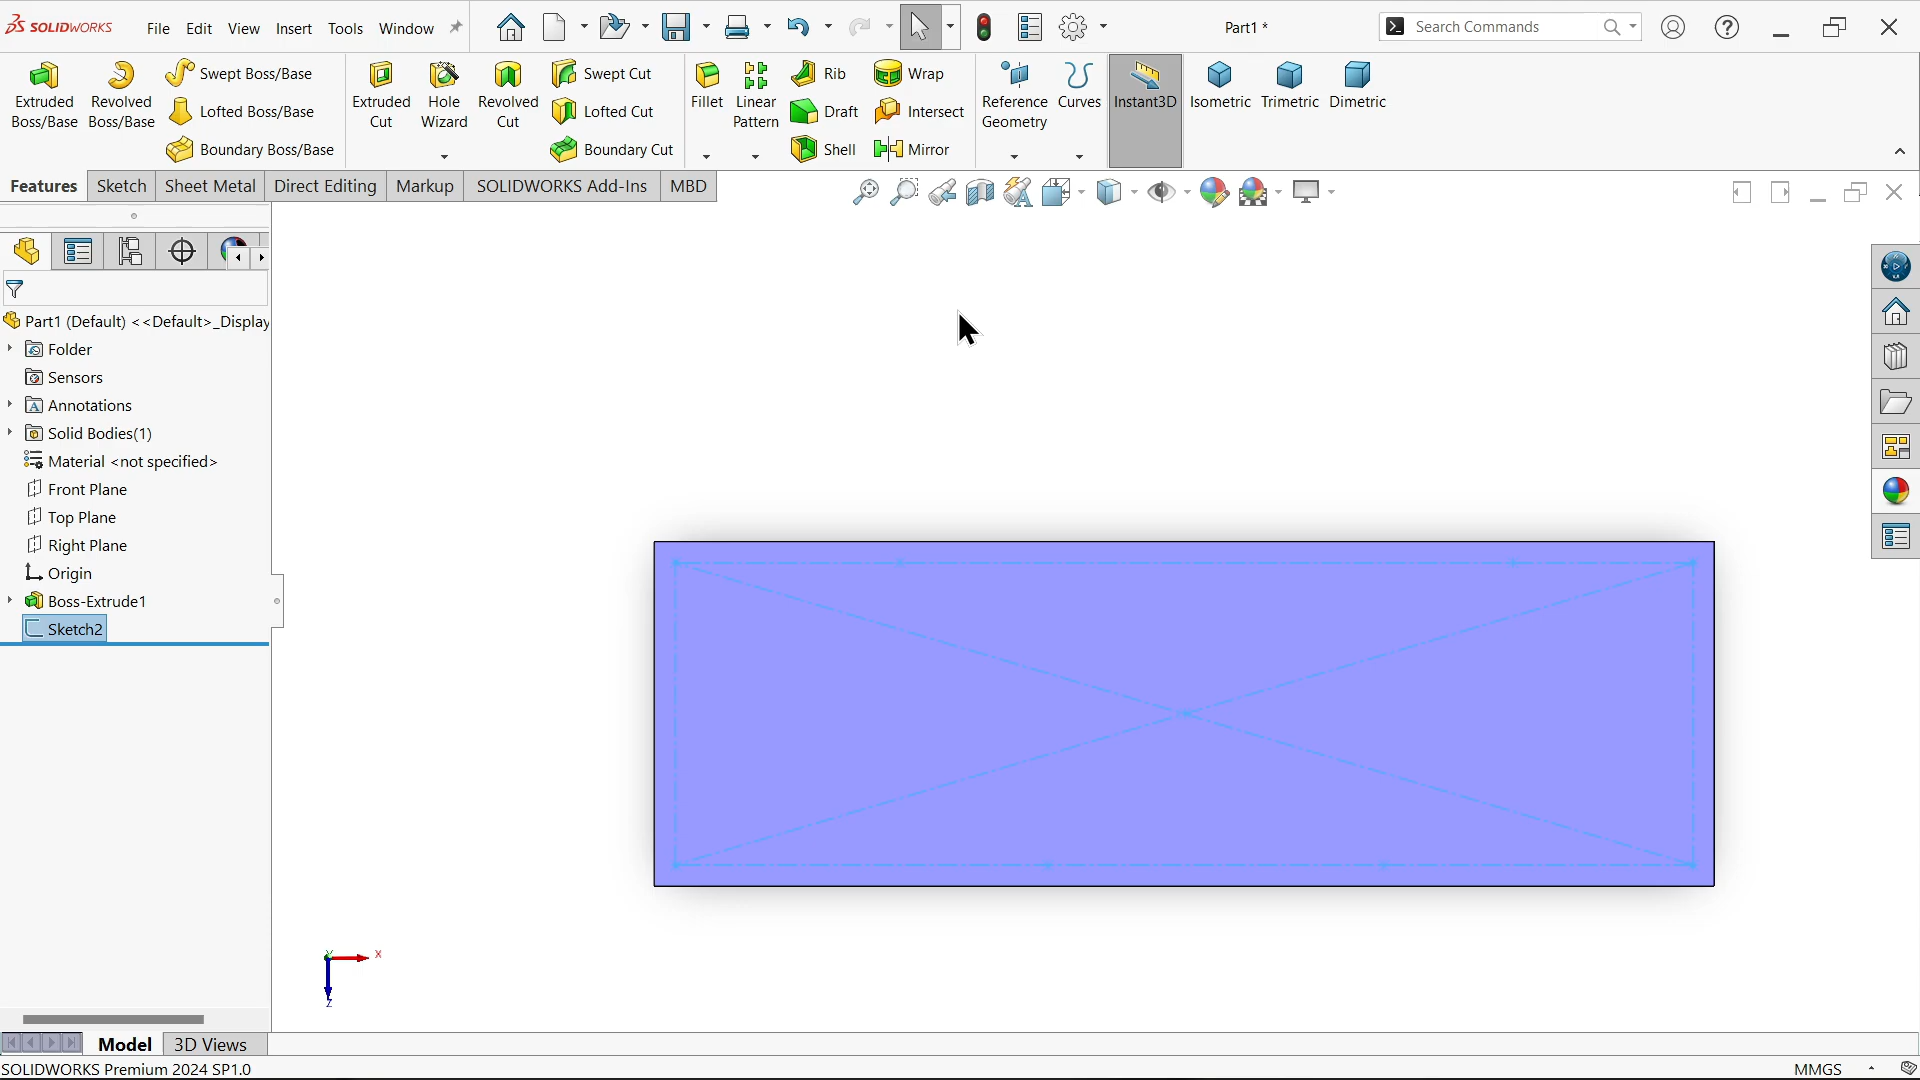 SOLIDWORKS File Edit View Insert Tools Window Part1 * Search Commands
Extruded Boss/Base
Revolved Boss/Base
Swept Boss/Base
Lofted Boss/Base
Boundary Boss/Base
Extruded Cut
Hole Wizard
Revolved Cut
Swept Cut
Lofted Cut
Boundary Cut
Fillet
Linear Pattern
Rib
Draft
Shell
Wrap
Intersect
Mirror
Reference Geometry
Curves
Instant3D
Isometric
Trimetric
Dimetric
Features Sketch Sheet Metal Direct Editing Markup SOLIDWORKS Add-Ins MBD
Part1 (Default) <<Default>_Display
Folder
Sensors
Annotations
Solid Bodies(1)
Material <not specified>
Front Plane
Top Plane
Right Plane
Origin
Boss-Extrude1
Sketch2
Y X
Z
Model 3D Views
SOLIDWORKS Premium 2024 SP1.0 MMGS